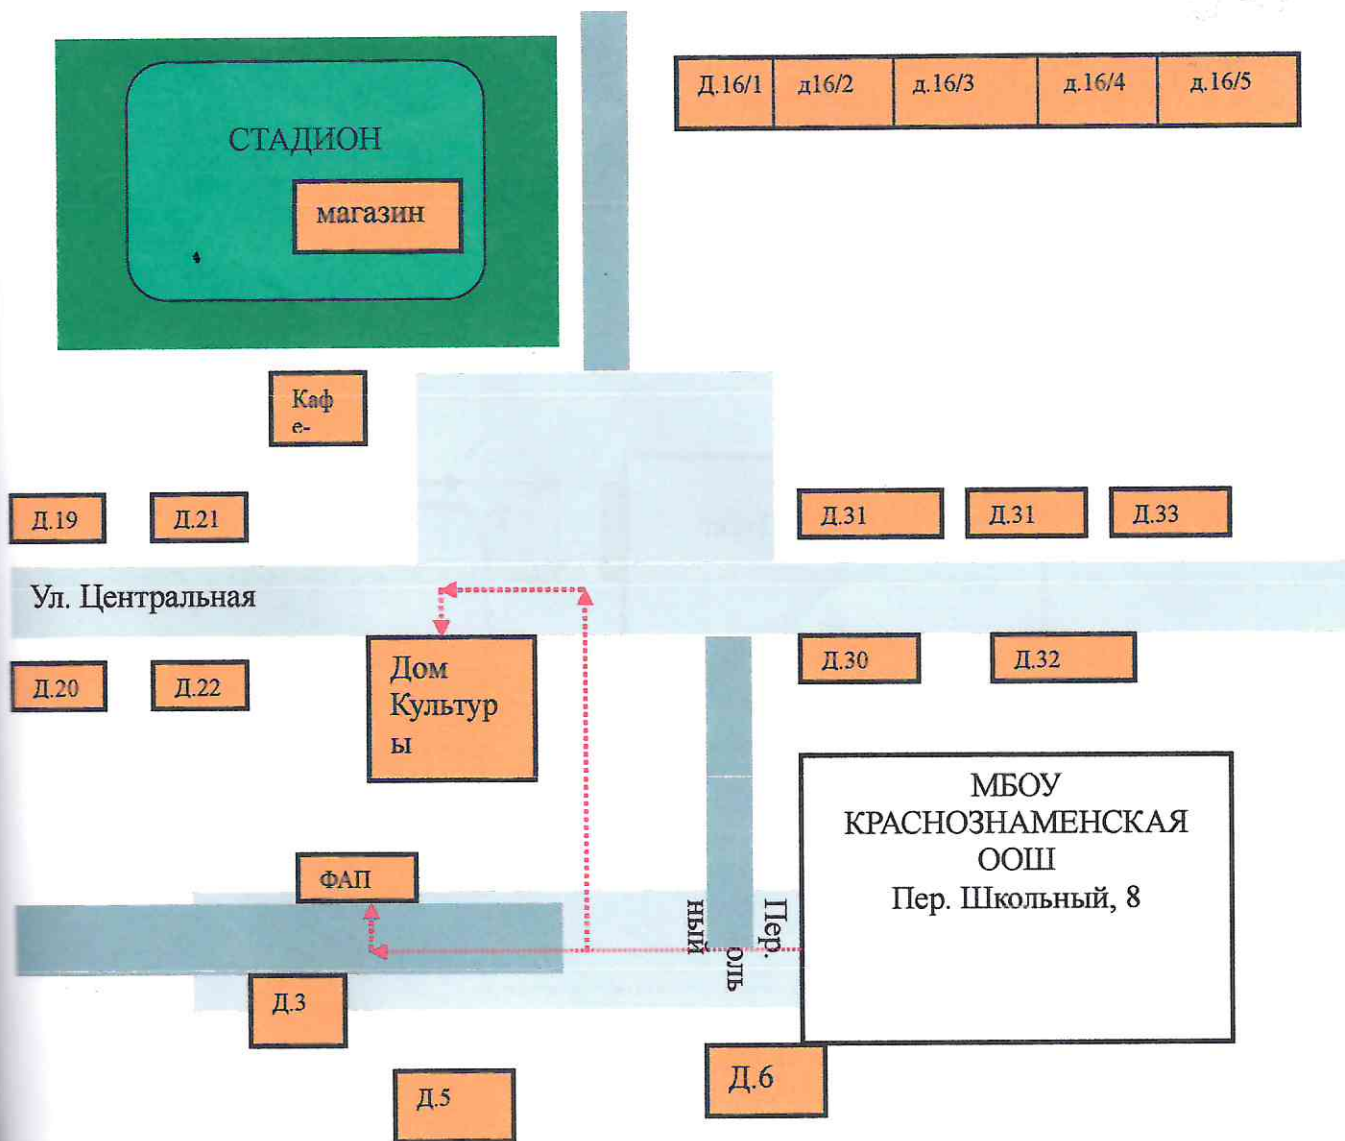 Д.16/1
д16/2
д.16/3
д.16/4
д.16/5
СТАДИОН
магазин
Каф
е-
Д.19
Д.21
Д.31
Д.31
Д.33
Ул. Центральная
Д.20
Д.22
Дом
Культур
ы
Д.30
Д.32
МБОУ
КРАСНОЗНАМЕНСКАЯ
ООШ
Пер. Школьный, 8
ФАП
Пер.
оль
ный
Д.3
Д.5
Д.6